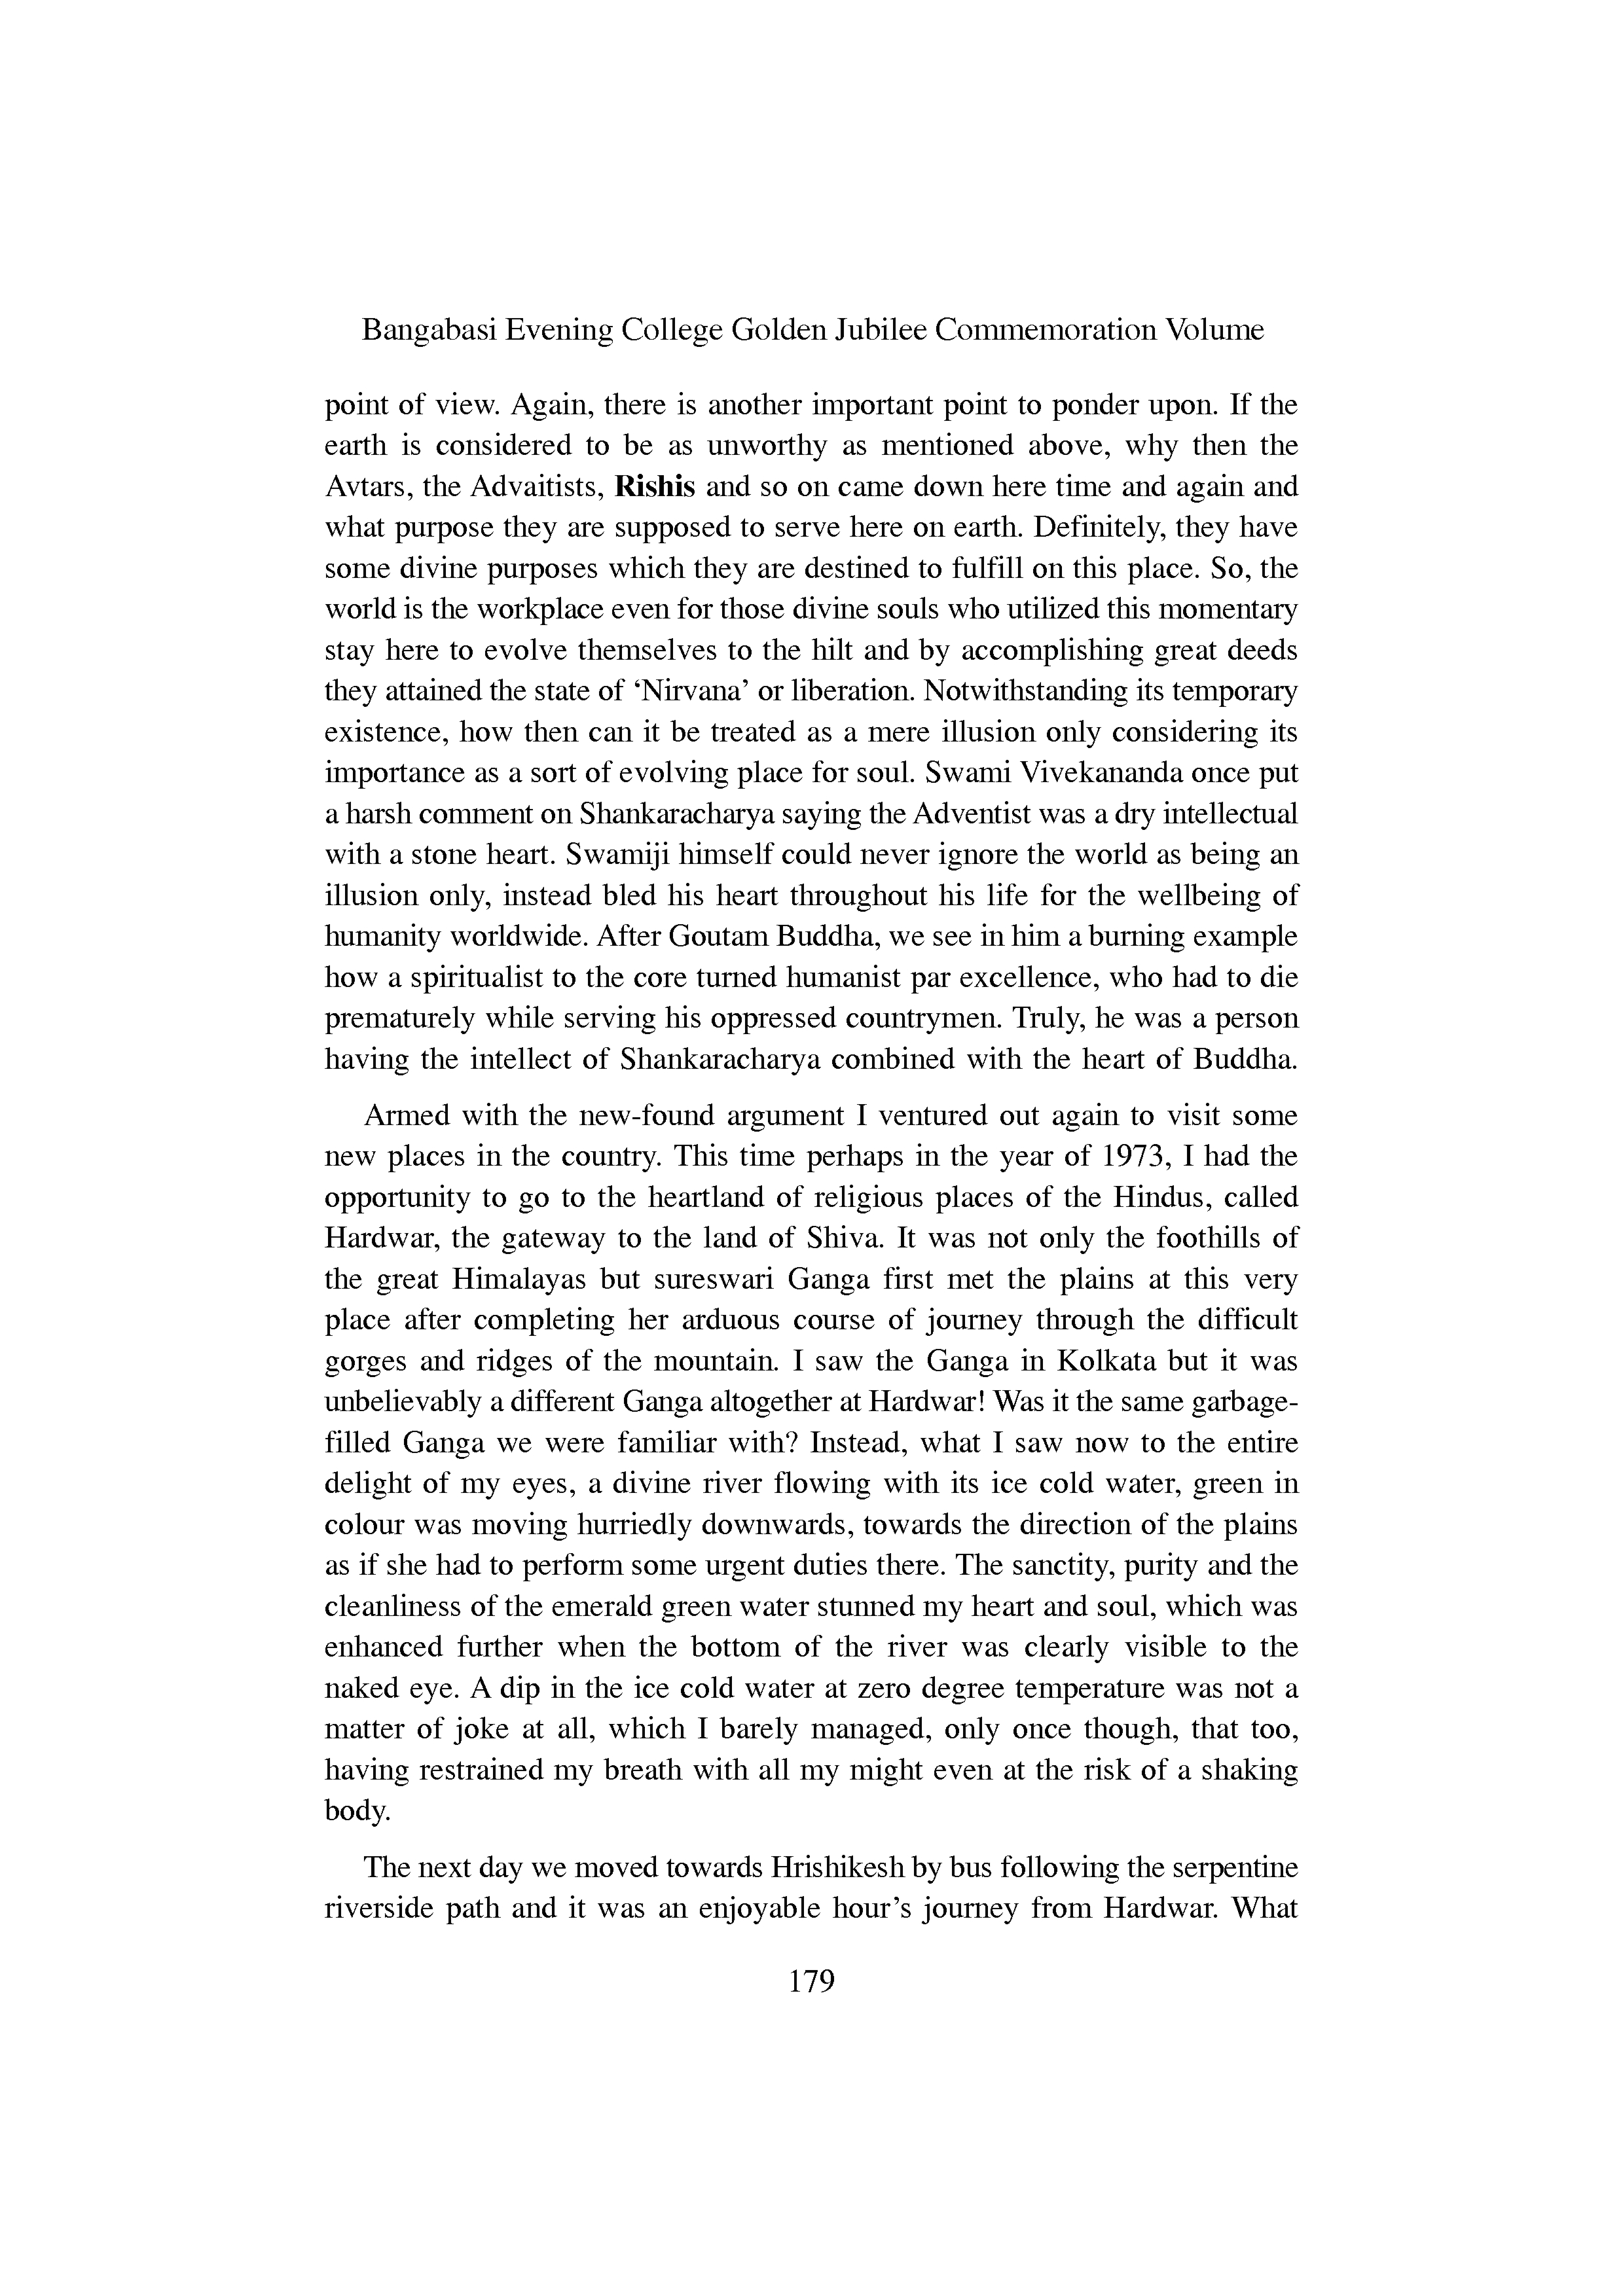 Bangabasi Evening College Golden Jubilee Commemoration Volume
point of view. Again, there is another important point to ponder upon. If the
earth is considered to be as unworthy as mentioned above, why then the
Avtars, the Advaitists, Rishis and so on came down here time and again and
what purpose they are supposed to serve here on earth. Definitely, they have
some divine purposes which they are destined to fulfill on this place. So, the
world is the workplace even for those divine souls who utilized this momentary
stay here to evolve themselves to the hilt and by accomplishing great deeds
they attained the state of ‘Nirvana’ or liberation. Notwithstanding its temporary
existence, how then can it be treated as a mere illusion only considering its
importance as a sort of evolving place for soul. Swami Vivekananda once put
a harsh comment on Shankaracharya saying the Adventist was a dry intellectual
with a stone heart. Swamiji himself could never ignore the world as being an
illusion only, instead bled his heart throughout his life for the wellbeing of
humanity worldwide. After Goutam Buddha, we see in him a burning example
how a spiritualist to the core turned humanist par excellence, who had to die
prematurely while serving his oppressed countrymen. Truly, he was a person
having the intellect of Shankaracharya combined with the heart of Buddha.
Armed with the new-found argument I ventured out again to visit some
new places in the country. This time perhaps in the year of 1973, I had the
opportunity to go to the heartland of religious places of the Hindus, called
Hardwar, the gateway to the land of Shiva. It was not only the foothills of
the great Himalayas but sureswari Ganga first met the plains at this very
place after completing her arduous course of journey through the difficult
gorges and ridges of the mountain. I saw the Ganga in Kolkata but it was
unbelievably a different Ganga altogether at Hardwar! Was it the same garbage-
filled Ganga we were familiar with? Instead, what I saw now to the entire
delight of my eyes, a divine river flowing with its ice cold water, green in
colour was moving hurriedly downwards, towards the direction of the plains
as if she had to perform some urgent duties there. The sanctity, purity and the
cleanliness of the emerald green water stunned my heart and soul, which was
enhanced further when the bottom of the river was clearly visible to the
naked eye. A dip in the ice cold water at zero degree temperature was not a
matter of joke at all, which I barely managed, only once though, that too,
having restrained my breath with all my might even at the risk of a shaking
body.
The next day we moved towards Hrishikesh by bus following the serpentine
riverside path and it was an enjoyable hour’s journey from Hardwar. What
179